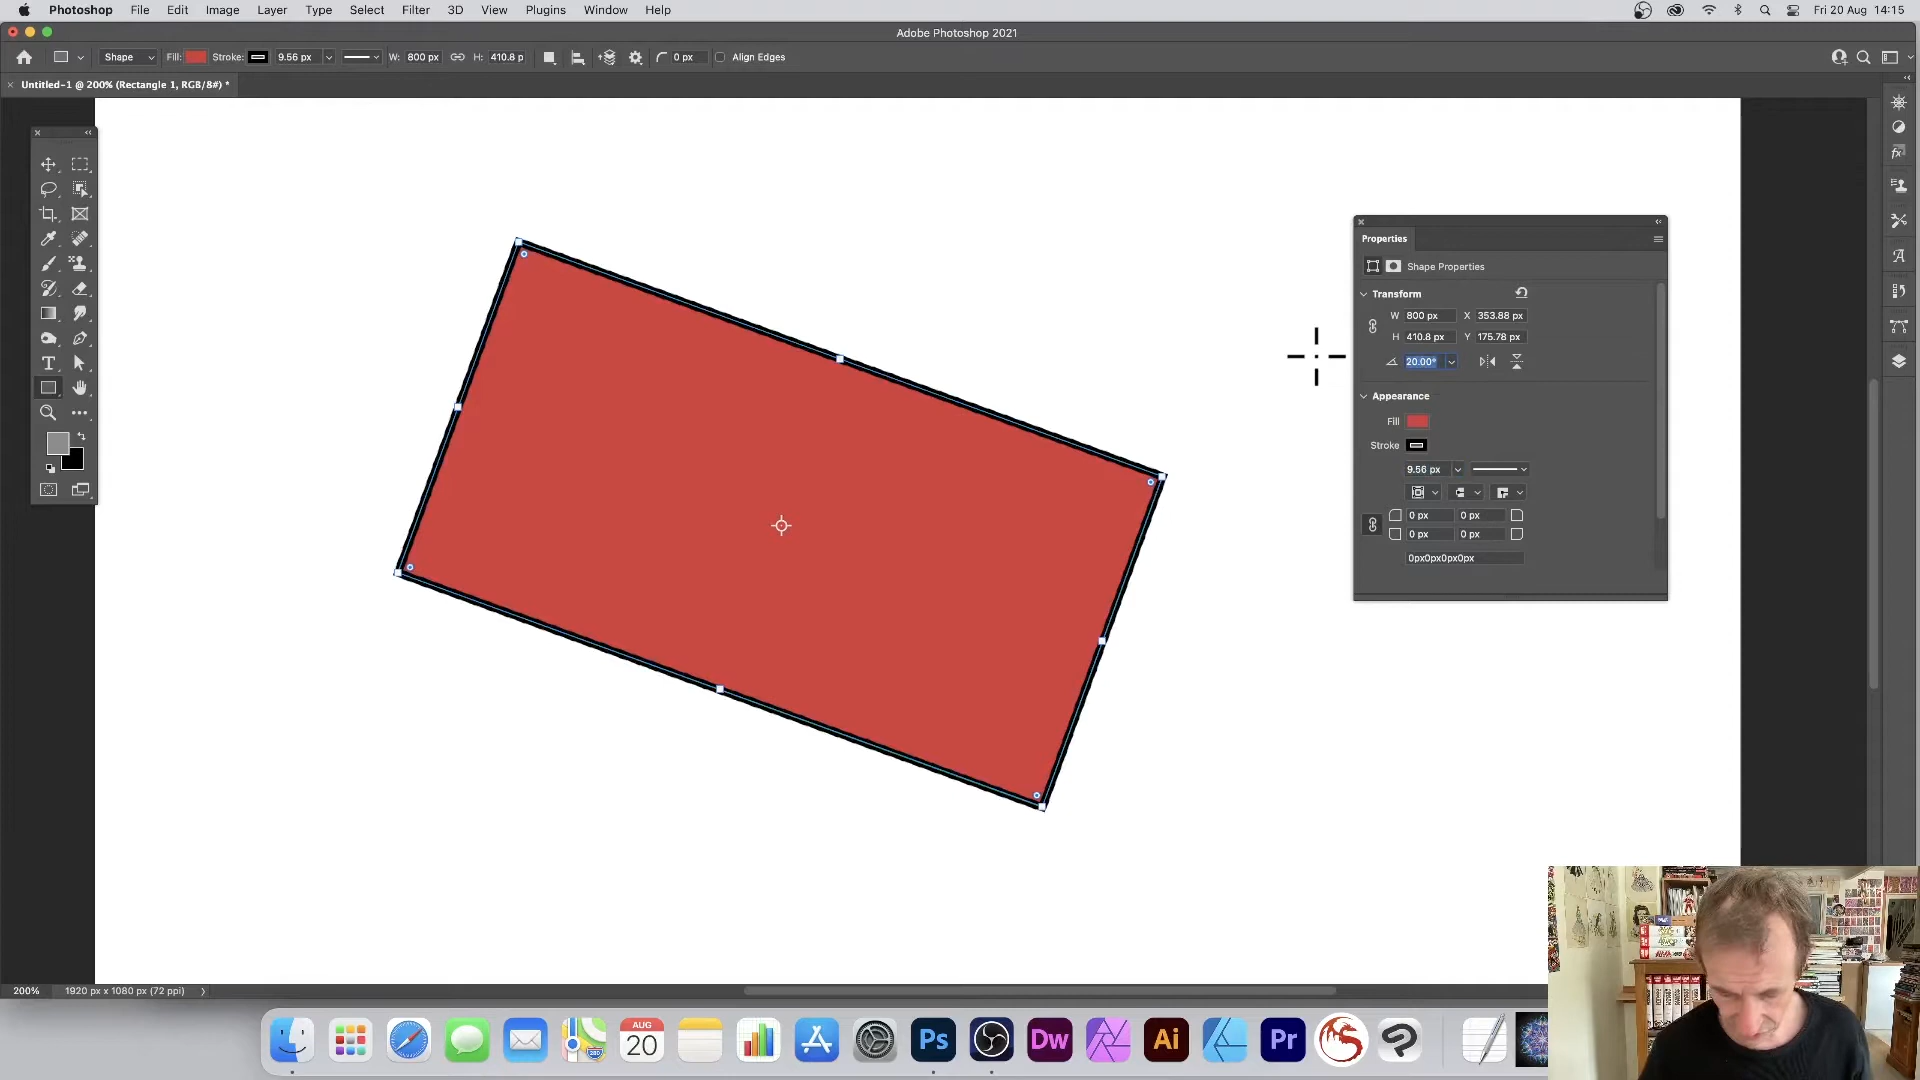 Photoshop File Edit Image Layer Type Select Filter 3D View Plugins Window Help Fri 20 Aug 14:15
Adobe Photoshop 2021
Shape Fill: Stroke: 9.56 px W: 800 px H: 410.8 p 0 px Align Edges
Untitled-1 @ 200% (Rectangle 1, RGB/8#) *
Properties
Shape Properties
Transform
W 800 px X 353.88 px
H 410.8 px Y 175.78 px
20.00°
Appearance
Fill
Stroke
9.56 px
0 px 0 px
0 px 0 px
0px0px0px0px
200% 1920 px x 1080 px (72 ppi)
AUG
20
Ps
Dw
Ai
Pr